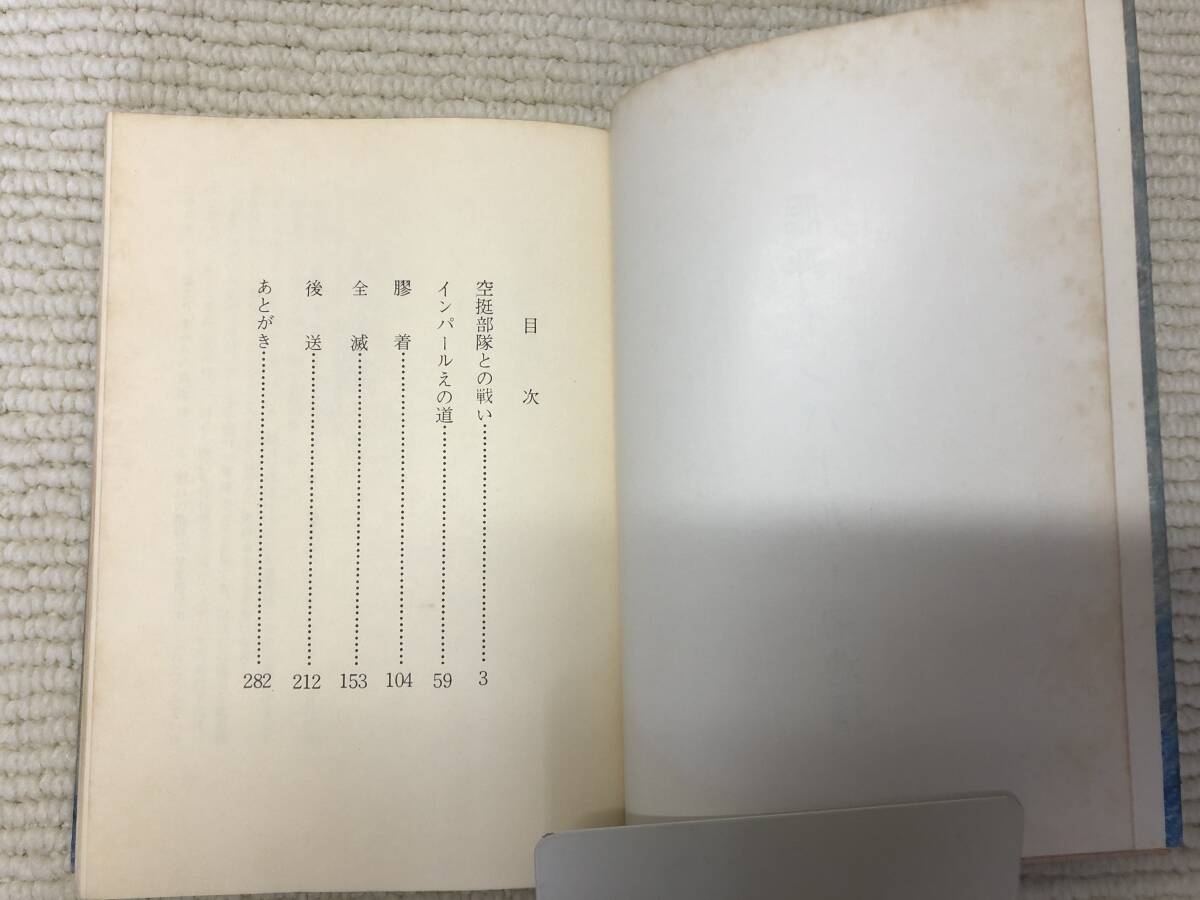 目次
空挺部隊との戦い……………………3
インパールえの道……………………59
膠着……………………104
全滅……………………153
後送……………………212
あとがき……………………282